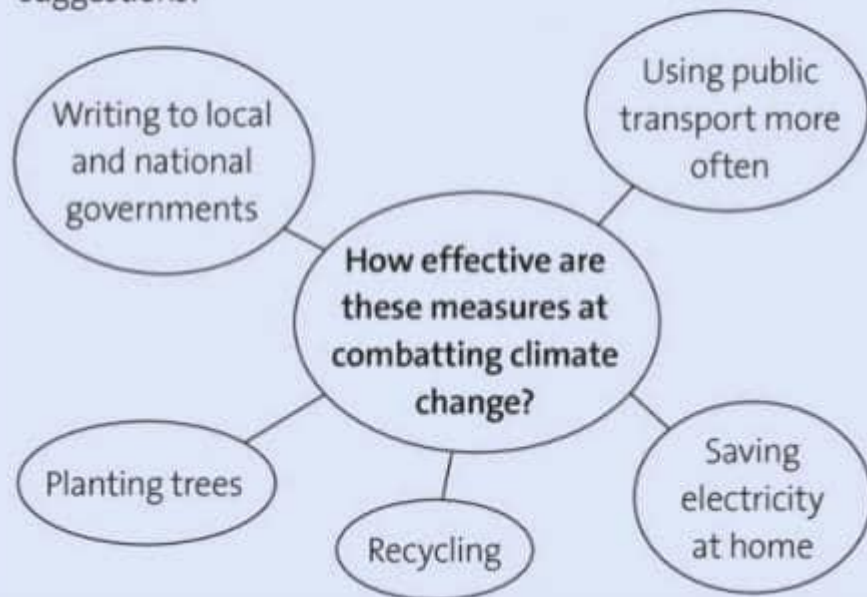 Writing to local
and national
governments
Using public
transport more
often
How effective are
these measures at
combatting climate
change?
Planting trees
Recycling
Saving
electricity
at home